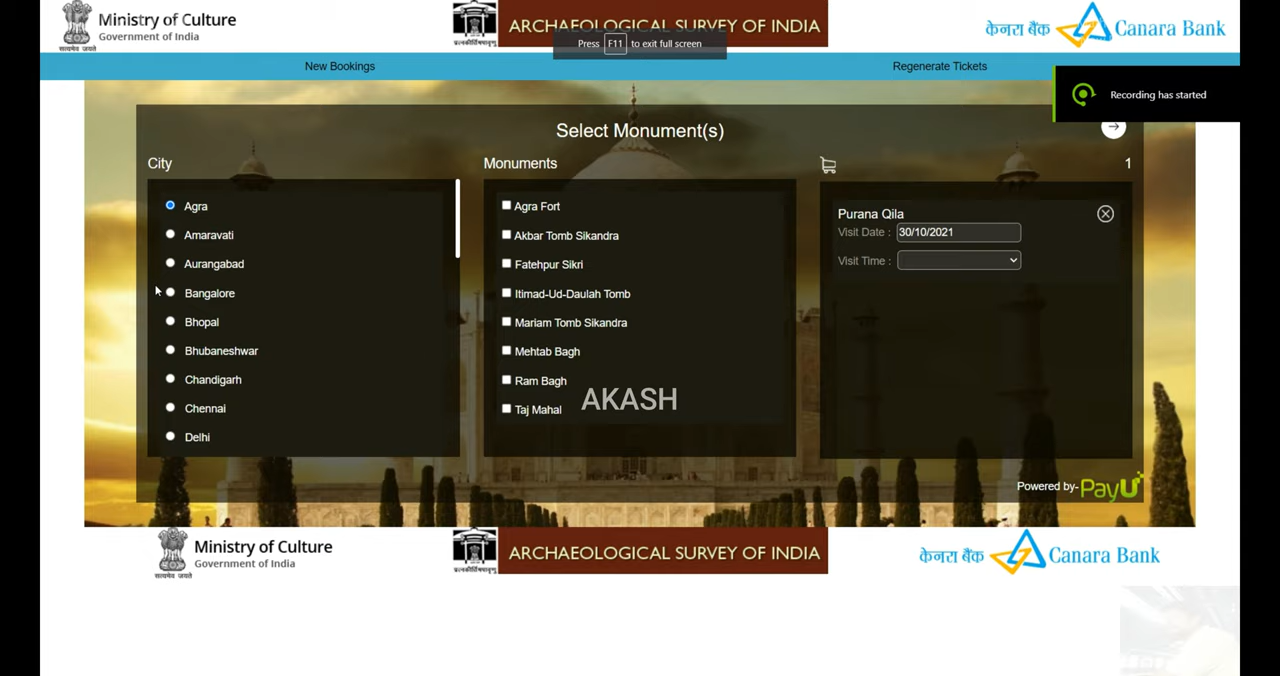 Ministry of Culture
Government of India
ARCHAEOLOGICAL SURVEY OF INDIA
केनरा बैंक Canara Bank
Press F11 to exit full screen
New Bookings
Regenerate Tickets
Recording has started
Select Monument(s)
City
Monuments
1
Agra
Amaravati
Aurangabad
Bangalore
Bhopal
Bhubaneshwar
Chandigarh
Chennai
Delhi
Agra Fort
Akbar Tomb Sikandra
Fatehpur Sikri
Itimad-Ud-Daulah Tomb
Mariam Tomb Sikandra
Mehtab Bagh
Ram Bagh
Taj Mahal
AKASH
Purana Qila
Visit Date : 30/10/2021
Visit Time :
Powered by- PayU
Ministry of Culture
Government of India
ARCHAEOLOGICAL SURVEY OF INDIA
केनरा बैंक Canara Bank